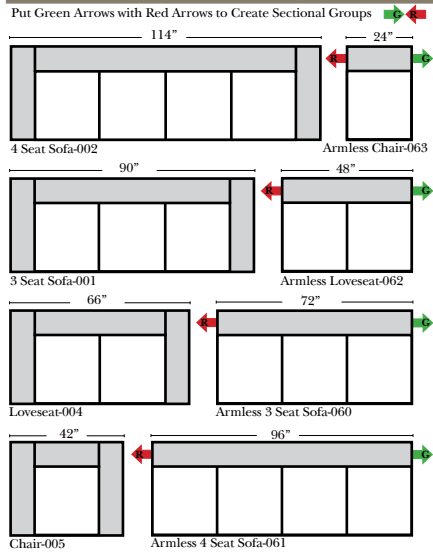 Put Green Arrows with Red Arrows to Create Sectional Groups G R
114” 24”
R G
4 Seat Sofa-002 Armless Chair-063
90” 48”
R G
3 Seat Sofa-001 Armless Loveseat-062
66” 72”
R G
Loveseat-004 Armless 3 Seat Sofa-060
42” 96”
R G
Chair-005 Armless 4 Seat Sofa-061